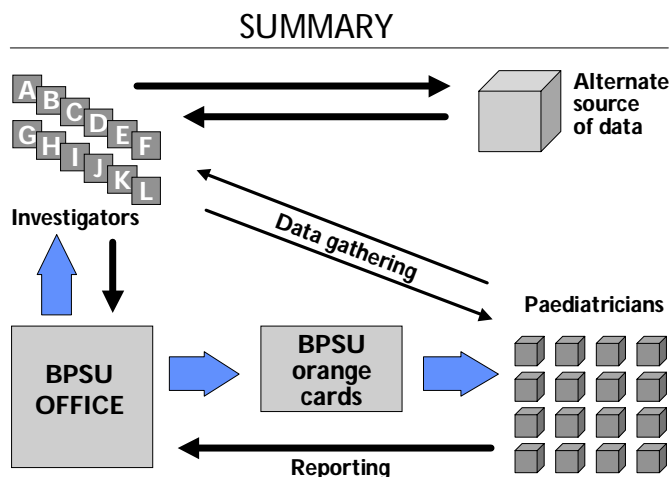 SUMMARY
A
B
C
D
E
F
G
H
I
J
K
L
Alternate
source
of data
Investigators
Data gathering
Paediatricians
BPSU
OFFICE
BPSU
orange
cards
Reporting